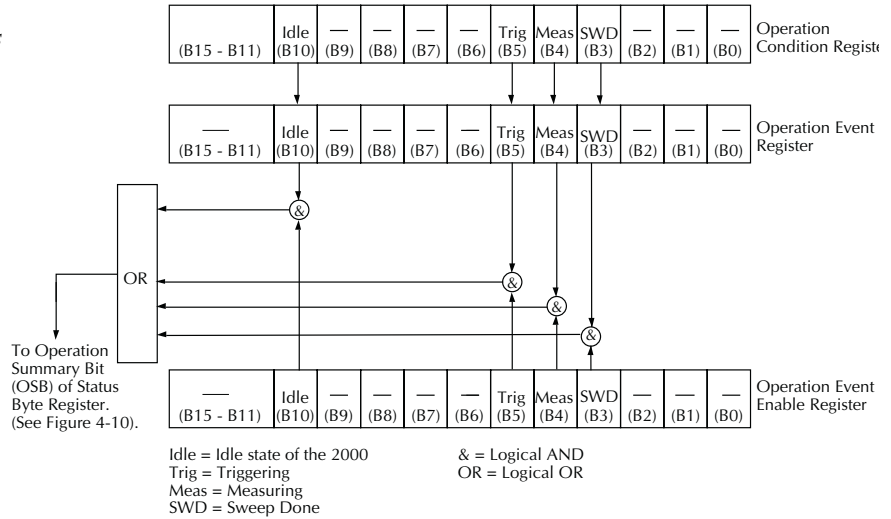 Idle — — — — Trig Meas SWD — — —
(B15 - B11) (B10) (B9) (B8) (B7) (B6) (B5) (B4) (B3) (B2) (B1) (B0)
Operation
Condition Registe
— Idle — — — — Trig Meas SWD — — —
(B15 - B11) (B10) (B9) (B8) (B7) (B6) (B5) (B4) (B3) (B2) (B1) (B0)
Operation Event
Register
&
OR
&
&
&
To Operation
Summary Bit
(OSB) of Status
Byte Register.
(See Figure 4-10).
— Idle — — — — Trig Meas SWD — — —
(B15 - B11) (B10) (B9) (B8) (B7) (B6) (B5) (B4) (B3) (B2) (B1) (B0)
Operation Event
Enable Register
Idle = Idle state of the 2000
Trig = Triggering
Meas = Measuring
SWD = Sweep Done
& = Logical AND
OR = Logical OR